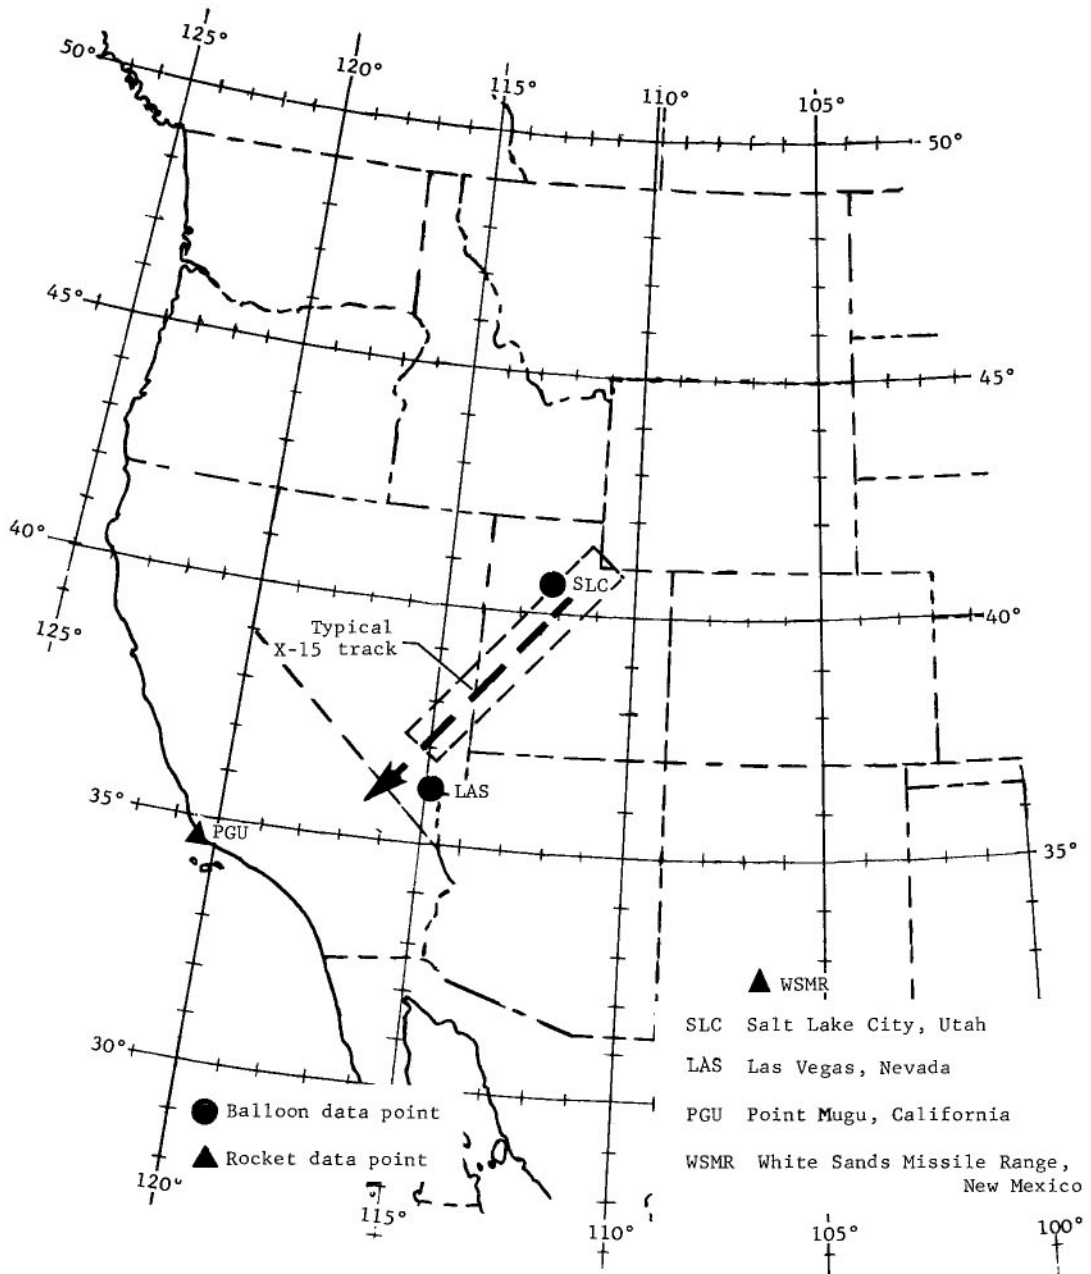 125°
50°
120°
115°
110°
105°
50°
45°
45°
40°
SLC
40°
125°
Typical
X-15 track
35°
LAS
PGU
35°
WSMR
SLC Salt Lake City, Utah
30°
LAS Las Vegas, Nevada
Balloon data point
PGU Point Mugu, California
Rocket data point
WSMR White Sands Missile Range,
New Mexico
120°
115°
110°
105°
100°